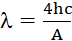 λ = 4hc/A